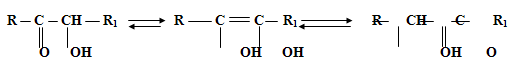 R – C – CH – R₁ ⇌ R — C ═ C – R₁ ⇌ R — CH — C R₁
O OH OH OH OH O